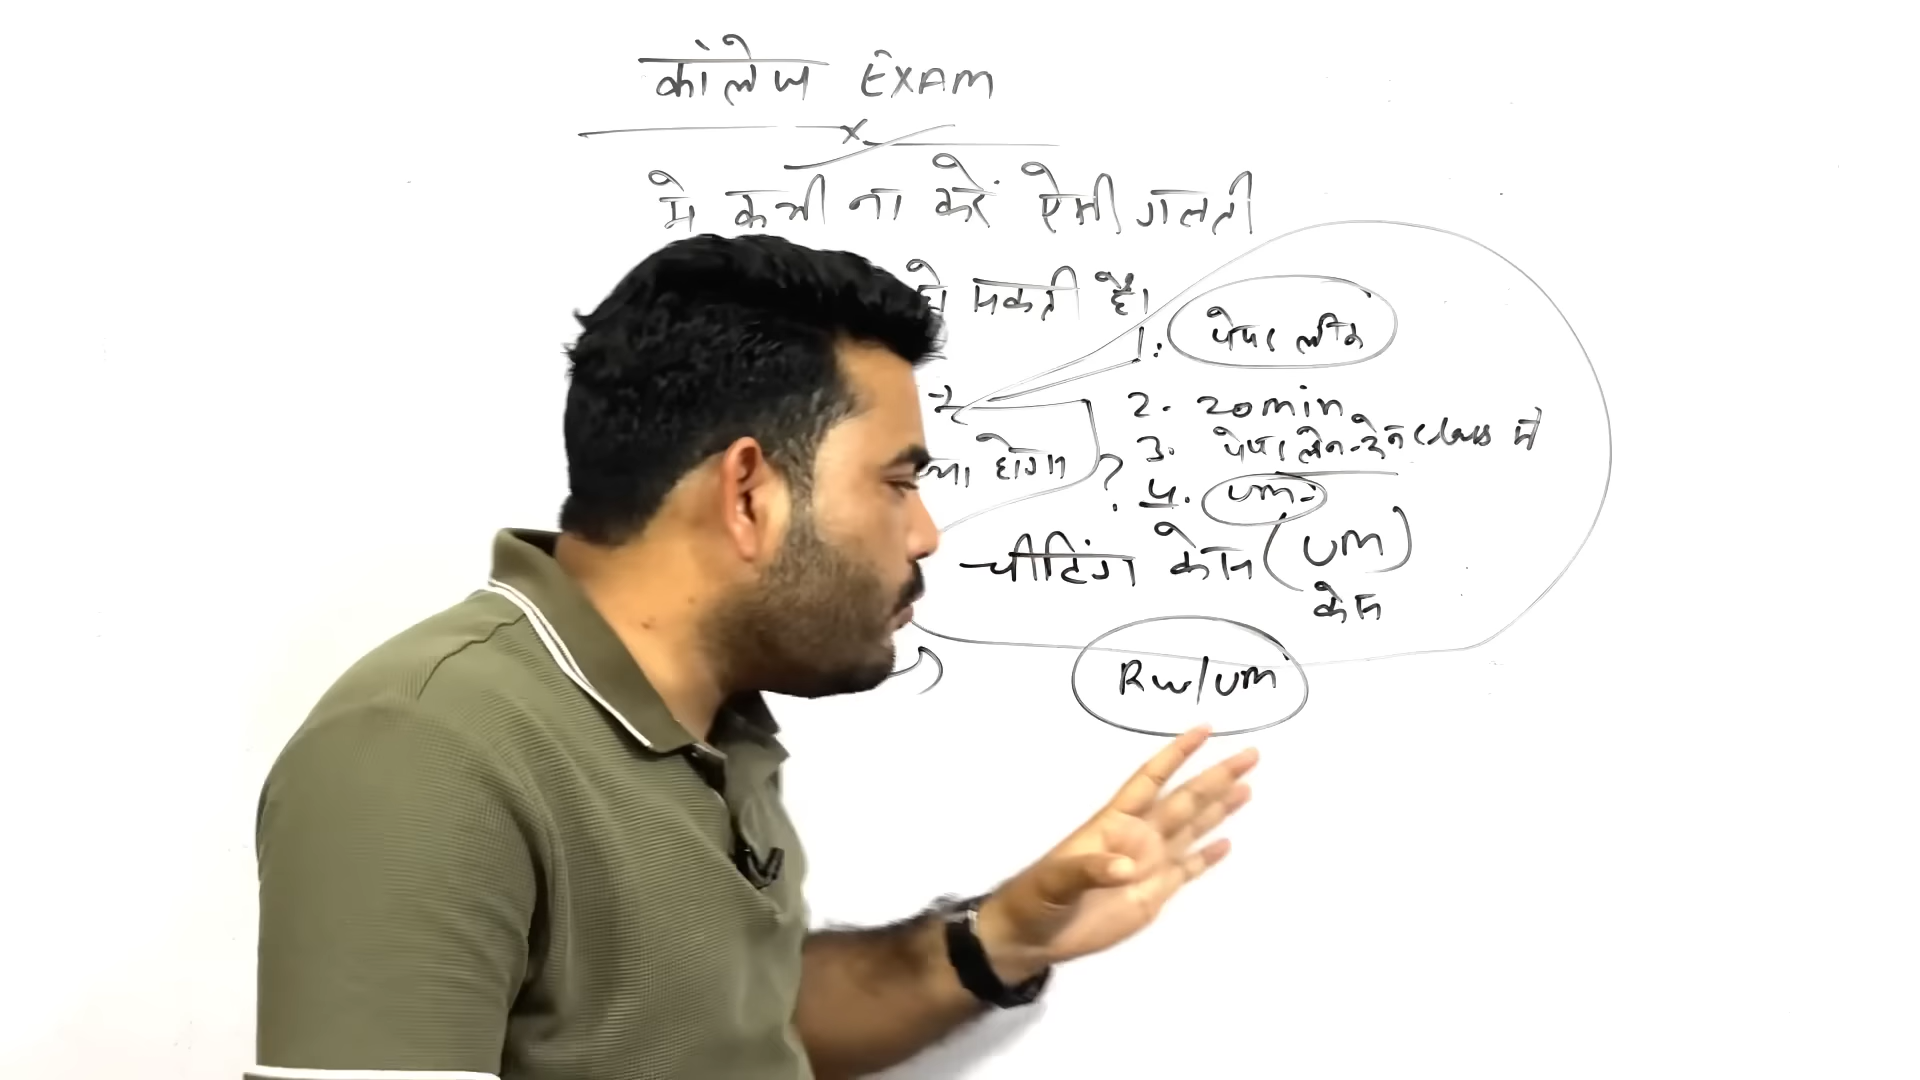 कॉलेज EXAM
में कभी ना करें ऐसी गलती
हो सकती है।
1. पेपर लीक
2. 20min
3. पेपर लेन-देन class में
होगा ?
4. UM-
चीटिंग केस (UM)
केस
RW/UM